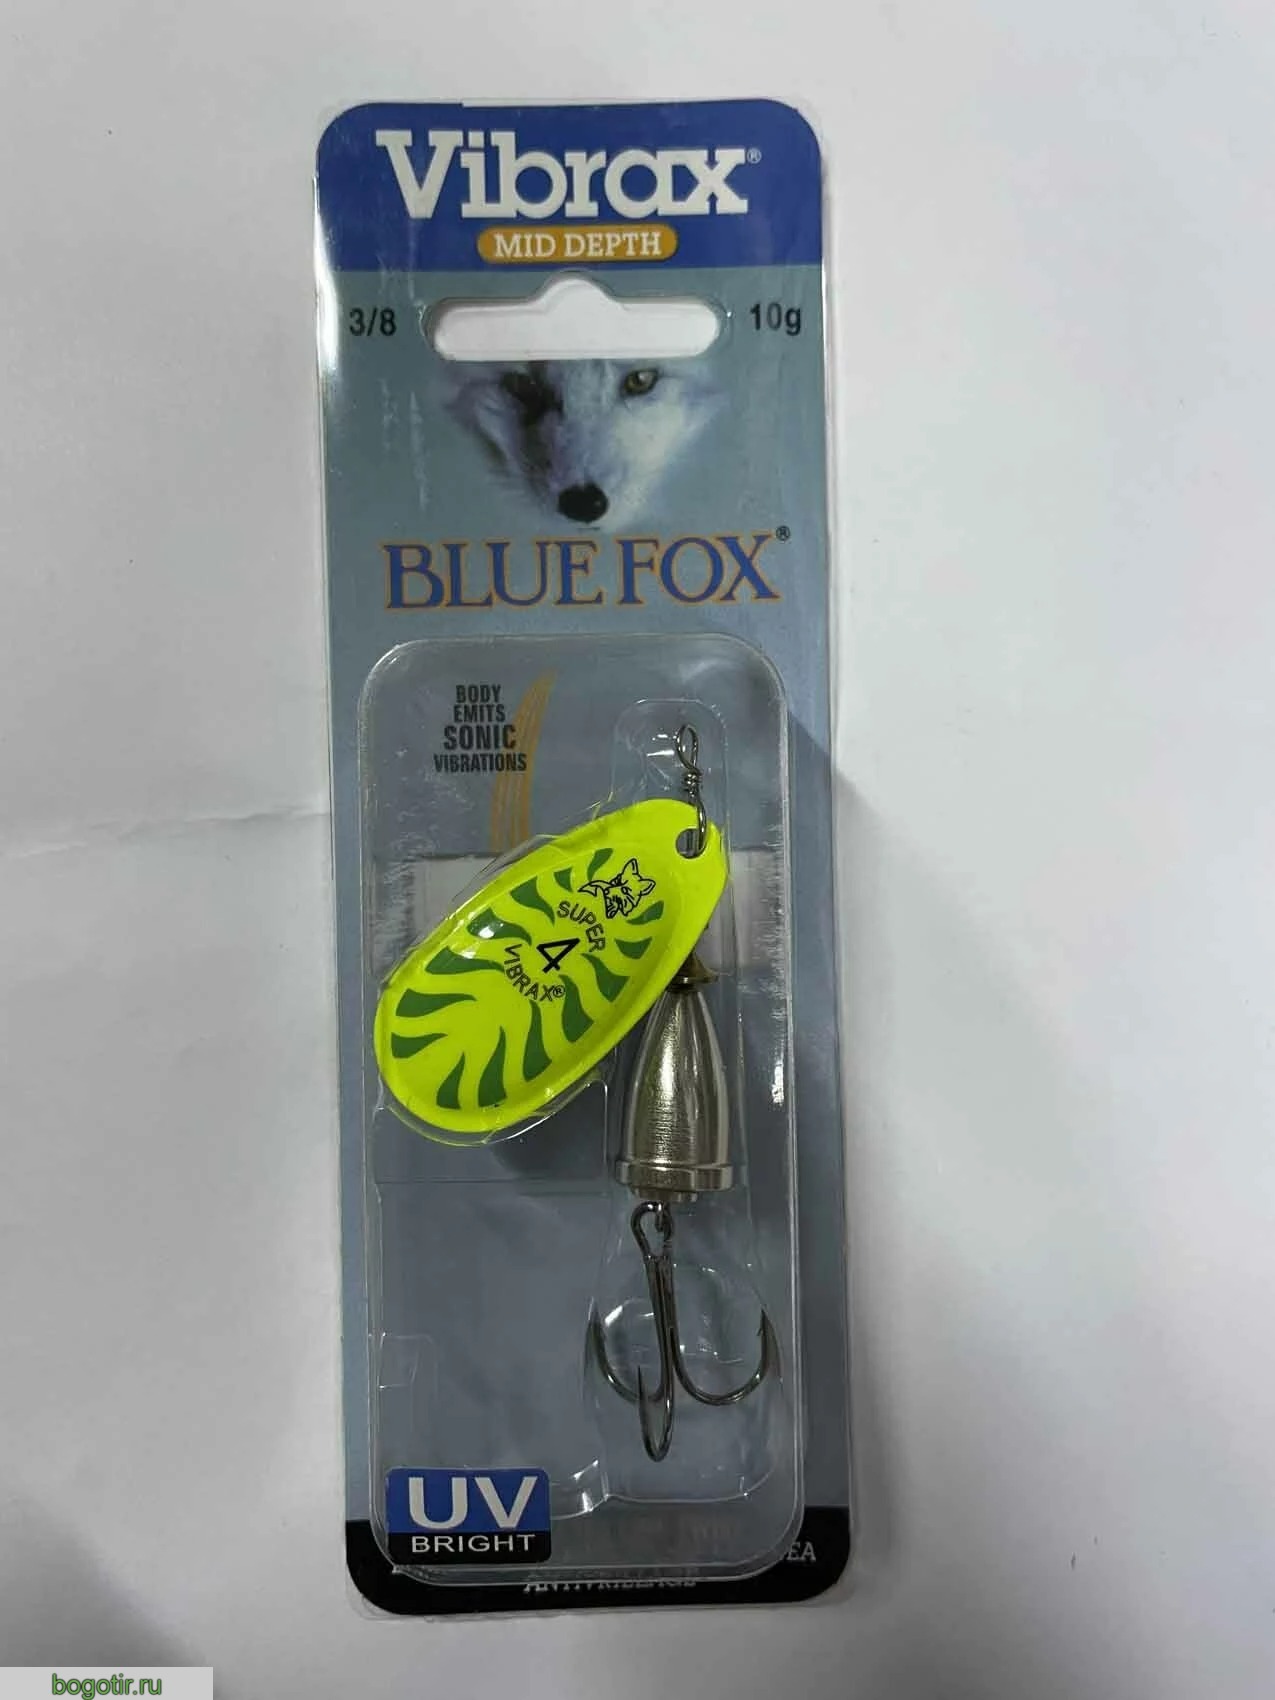 Vibrax®
MID DEPTH
3/8
10g
BLUE FOX®
BODY
EMITS
SONIC
VIBRATIONS
SUPER
4
VIBRAX®
UV
BRIGHT
bogotir.ru